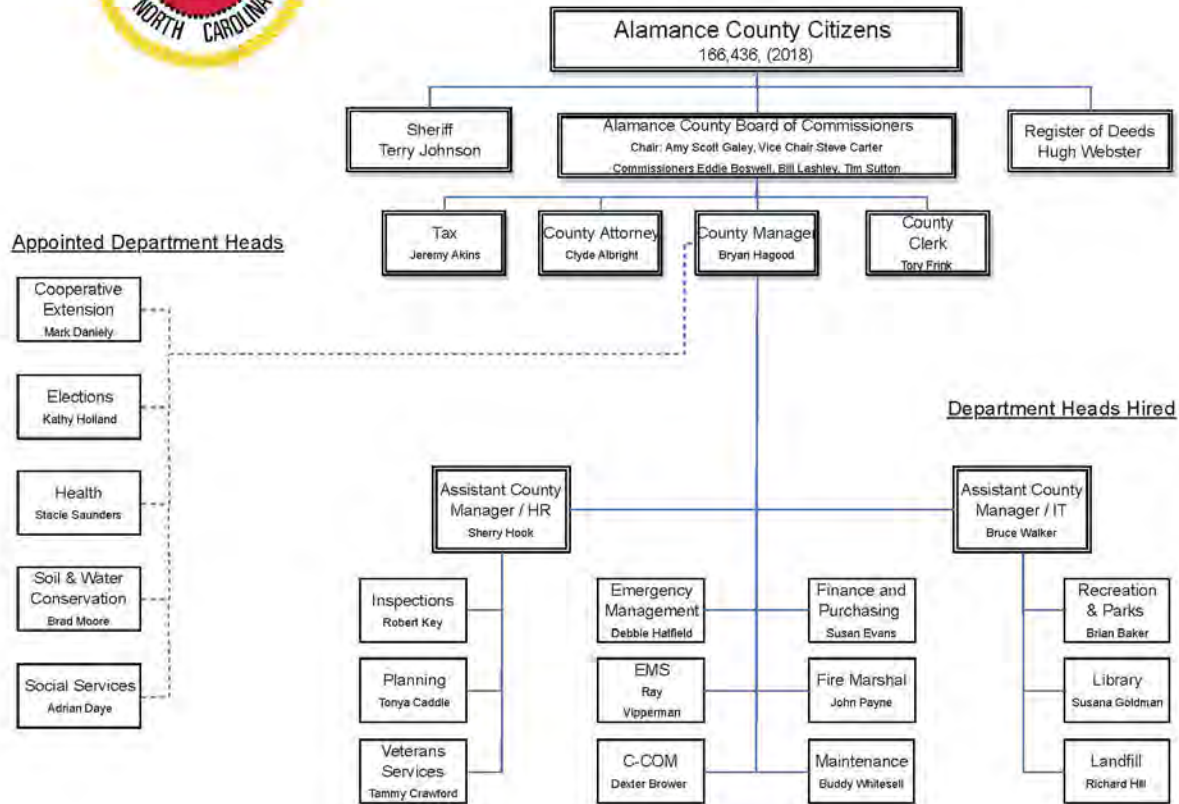 NORTH CAROLINA
Alamance County Citizens
166,436, (2018)
Sheriff
Terry Johnson
Alamance County Board of Commissioners
Chair: Amy Scott Galey, Vice Chair Steve Carter
Commissioners Eddie Boswell, Bill Lashley, Tim Sutton
Register of Deeds
Hugh Webster
Tax
Jeremy Akins
County Attorney
Clyde Albright
County Manager
Bryan Hagood
County
Clerk
Tory Frink
Appointed Department Heads
Cooperative
Extension
Mark Daniely
Elections
Kathy Holland
Health
Stacie Saunders
Soil & Water
Conservation
Brad Moore
Social Services
Adrian Daye
Department Heads Hired
Assistant County
Manager / HR
Sherry Hook
Assistant County
Manager / IT
Bruce Walker
Inspections
Robert Key
Planning
Tonya Caddle
Veterans
Services
Tammy Crawford
Emergency
Management
Debbie Hatfield
EMS
Ray
Vipperman
C-COM
Dexter Brower
Finance and
Purchasing
Susan Evans
Fire Marshal
John Payne
Maintenance
Buddy Whitesell
Recreation
& Parks
Brian Baker
Library
Susana Goldman
Landfill
Richard Hill